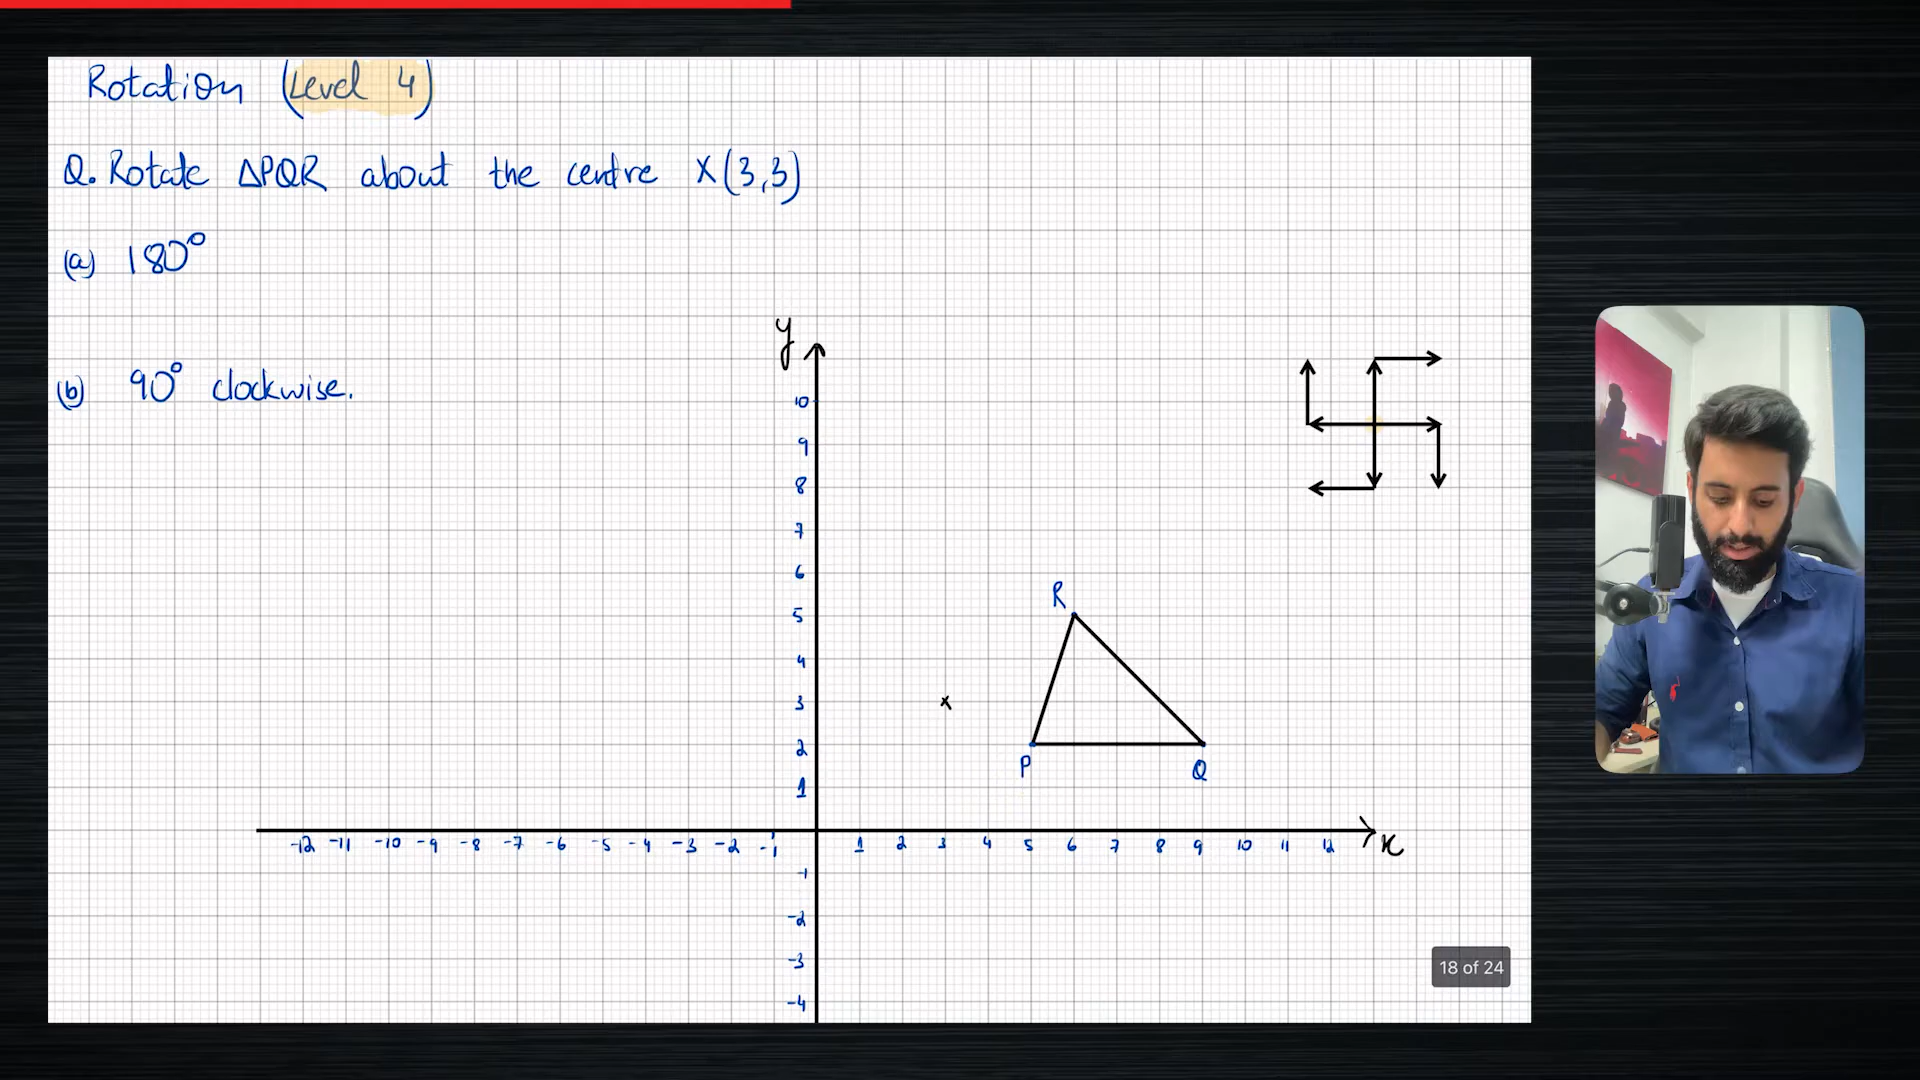 Rotation (Level 4)
Q. Rotate ΔPQR about the centre X(3,3)
(a) 180°
(b) 90° clockwise.
y
10
9
8
7
6
5
4
3
2
1
R
x
P
Q
-12 -11 -10 -9 -8 -7 -6 -5 -4 -3 -2 -1 1 2 3 4 5 6 7 8 9 10 11 12 x
-1
-2
-3
-4
18 of 24